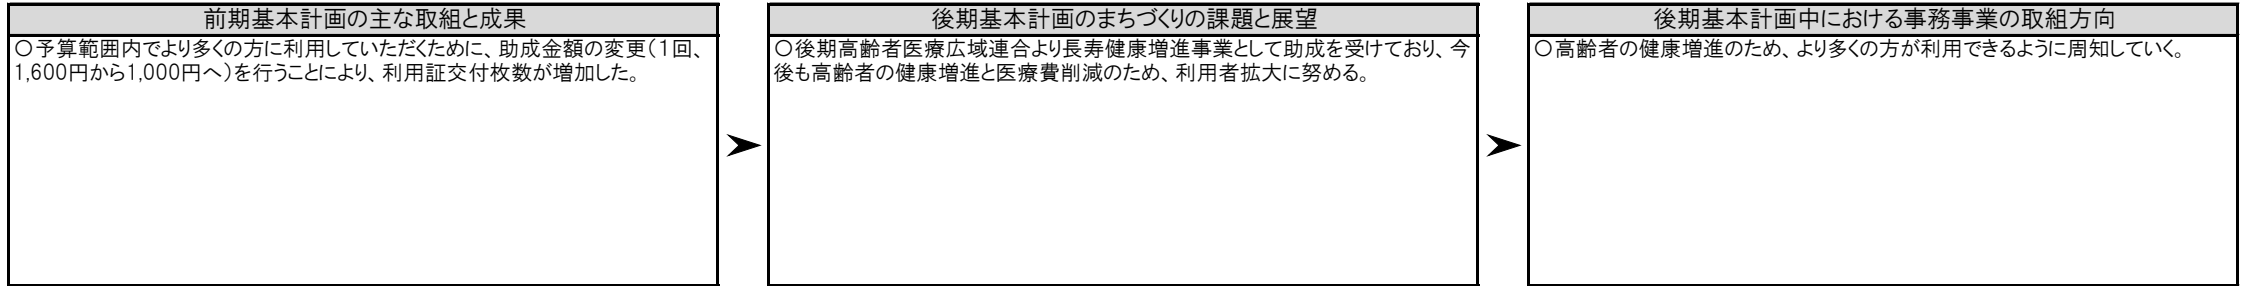 前期基本計画の主な取組と成果
○予算範囲内でより多くの方に利用していただくために、助成金額の変更（1回、
1,600円から1,000円へ）を行うことにより、利用証交付枚数が増加した。
後期基本計画のまちづくりの課題と展望
○後期高齢者医療広域連合より長寿健康増進事業として助成を受けており、今
後も高齢者の健康増進と医療費削減のため、利用者拡大に努める。
後期基本計画中における事務事業の取組方向
○高齢者の健康増進のため、より多くの方が利用できるように周知していく。